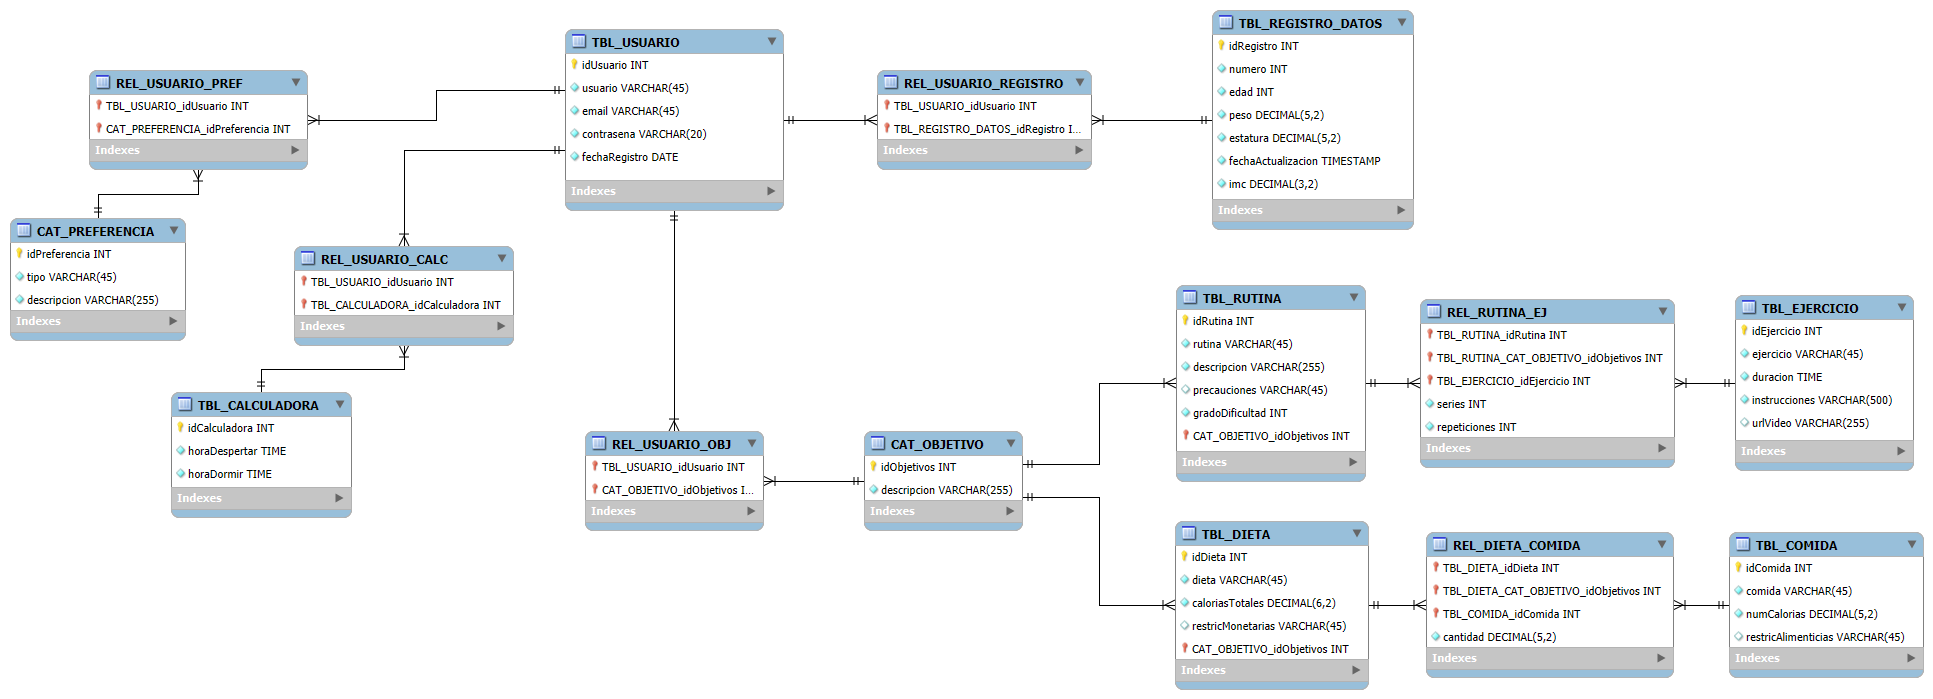 TBL_USUARIO
idUsuario INT
usuario VARCHAR(45)
email VARCHAR(45)
contrasena VARCHAR(20)
fechaRegistro DATE
Indexes
REL_USUARIO_PREF
TBL_USUARIO_idUsuario INT
CAT_PREFERENCIA_idPreferencia INT
Indexes
CAT_PREFERENCIA
idPreferencia INT
tipo VARCHAR(45)
descripcion VARCHAR(255)
Indexes
REL_USUARIO_CALC
TBL_USUARIO_idUsuario INT
TBL_CALCULADORA_idCalculadora INT
Indexes
TBL_CALCULADORA
idCalculadora INT
horaDespertar TIME
horaDormir TIME
Indexes
REL_USUARIO_REGISTRO
TBL_USUARIO_idUsuario INT
TBL_REGISTRO_DATOS_idRegistro I...
Indexes
TBL_REGISTRO_DATOS
idRegistro INT
numero INT
edad INT
peso DECIMAL(5,2)
estatura DECIMAL(5,2)
fechaActualizacion TIMESTAMP
imc DECIMAL(3,2)
Indexes
REL_USUARIO_OBJ
TBL_USUARIO_idUsuario INT
CAT_OBJETIVO_idObjetivos I...
Indexes
CAT_OBJETIVO
idObjetivos INT
descripcion VARCHAR(255)
Indexes
TBL_RUTINA
idRutina INT
rutina VARCHAR(45)
descripcion VARCHAR(255)
precauciones VARCHAR(45)
gradoDificultad INT
CAT_OBJETIVO_idObjetivos INT
Indexes
REL_RUTINA_EJ
TBL_RUTINA_idRutina INT
TBL_RUTINA_CAT_OBJETIVO_idObjetivos INT
TBL_EJERCICIO_idEjercicio INT
series INT
repeticiones INT
Indexes
TBL_EJERCICIO
idEjercicio INT
ejercicio VARCHAR(45)
duracion TIME
instrucciones VARCHAR(500)
urlVideo VARCHAR(255)
Indexes
TBL_DIETA
idDieta INT
dieta VARCHAR(45)
caloriasTotales DECIMAL(6,2)
restricMonetarias VARCHAR(45)
CAT_OBJETIVO_idObjetivos INT
Indexes
REL_DIETA_COMIDA
TBL_DIETA_idDieta INT
TBL_DIETA_CAT_OBJETIVO_idObjetivos INT
TBL_COMIDA_idComida INT
cantidad DECIMAL(5,2)
Indexes
TBL_COMIDA
idComida INT
comida VARCHAR(45)
numCalorias DECIMAL(5,2)
restricAlimenticias VARCHAR(45)
Indexes